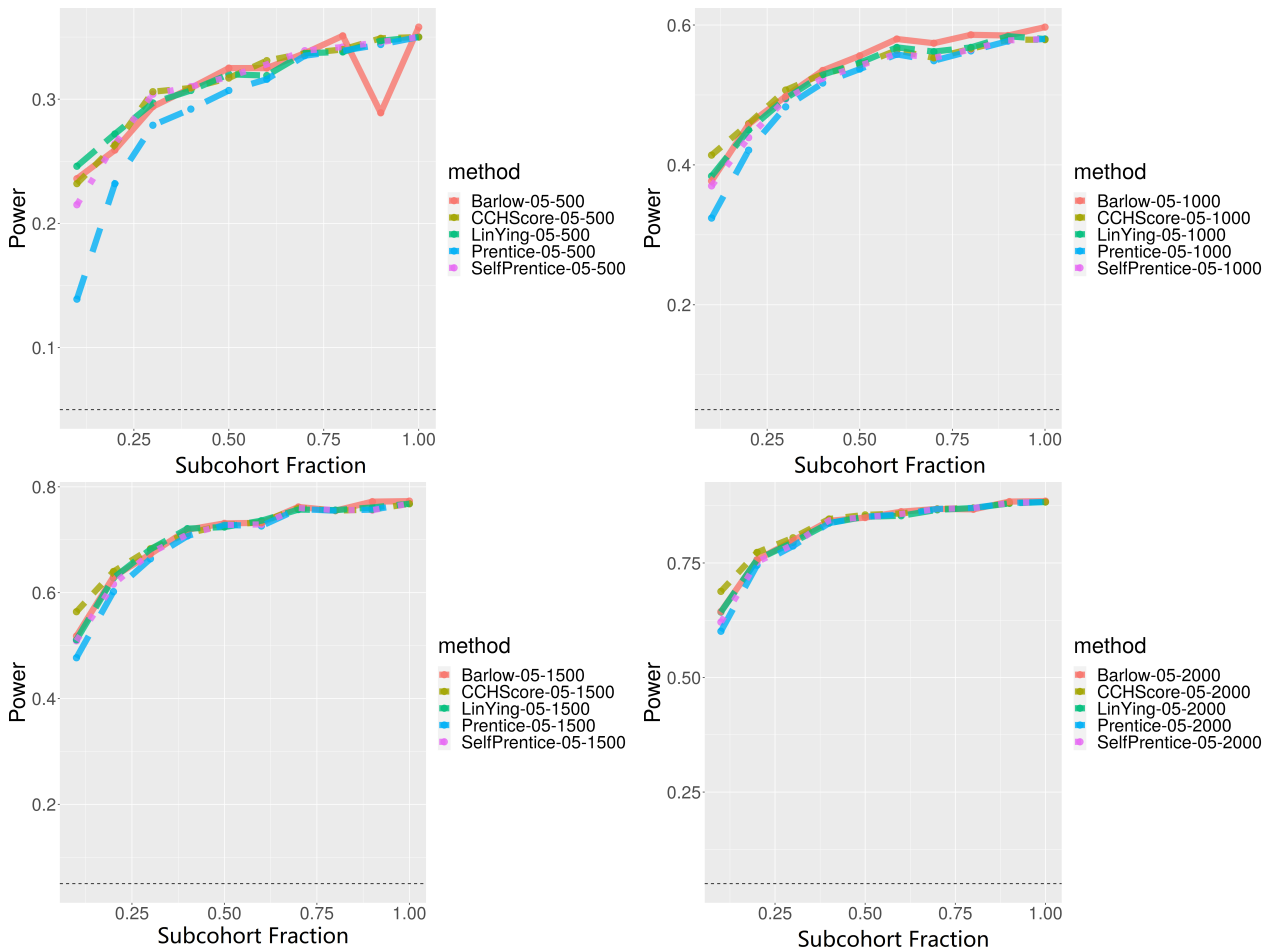 0.3
0.2
0.1
Power
0.25
0.50
0.75
1.00
Subcohort Fraction
method
Barlow-05-500
CCHScore-05-500
LinYing-05-500
Prentice-05-500
SelfPrentice-05-500
0.6
0.4
0.2
Power
0.25
0.50
0.75
1.00
Subcohort Fraction
method
Barlow-05-1000
CCHScore-05-1000
LinYing-05-1000
Prentice-05-1000
SelfPrentice-05-1000
0.8
0.6
0.4
0.2
Power
0.25
0.50
0.75
1.00
Subcohort Fraction
method
Barlow-05-1500
CCHScore-05-1500
LinYing-05-1500
Prentice-05-1500
SelfPrentice-05-1500
0.75
0.50
0.25
Power
0.25
0.50
0.75
1.00
Subcohort Fraction
method
Barlow-05-2000
CCHScore-05-2000
LinYing-05-2000
Prentice-05-2000
SelfPrentice-05-2000